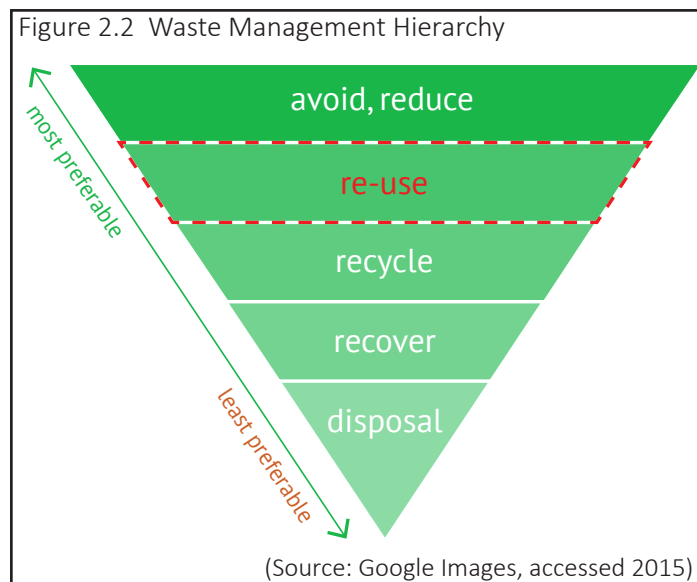 Figure 2.2 Waste Management Hierarchy
avoid, reduce
most preferable
re-use
recycle
recover
least preferable
disposal
(Source: Google Images, accessed 2015)